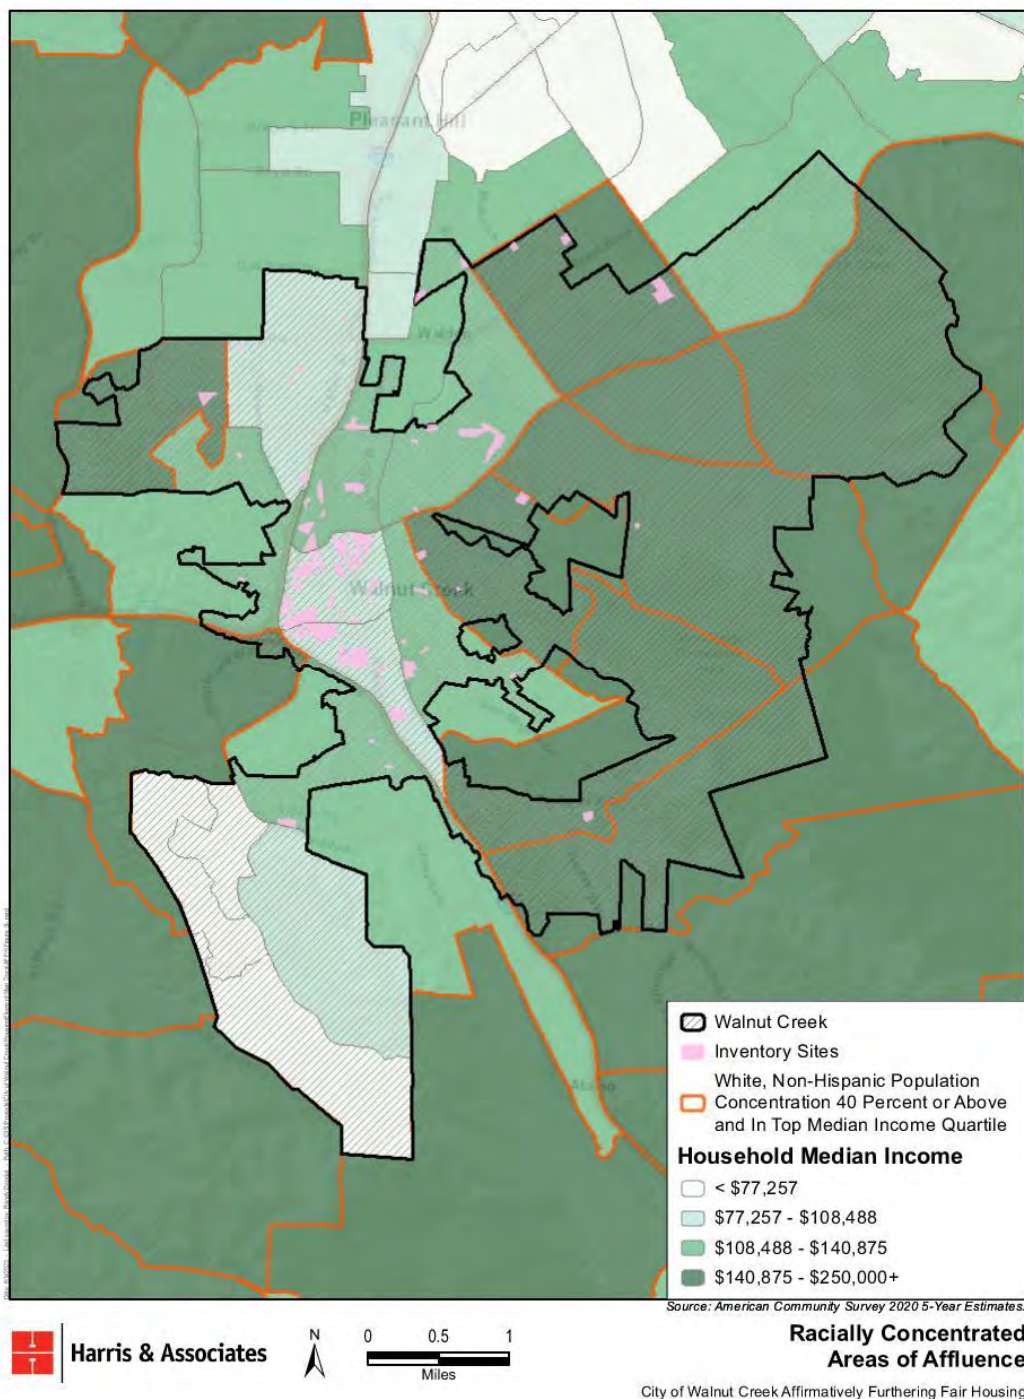 Pleasant Hill
Walden
Walnut Creek
Alamo
Walnut Creek
Inventory Sites
White, Non-Hispanic Population
Concentration 40 Percent or Above
and In Top Median Income Quartile
Household Median Income
< $77,257
$77,257 - $108,488
$108,488 - $140,875
$140,875 - $250,000+
Source: American Community Survey 2020 5-Year Estimates.
Harris & Associates
N
0 0.5 1
Miles
Racially Concentrated
Areas of Affluence
City of Walnut Creek Affirmatively Furthering Fair Housing